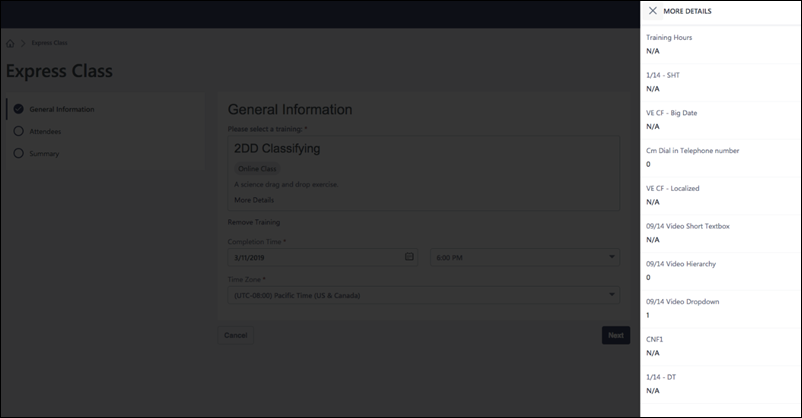 Express Class
Express Class
General Information
Attendees
Summary
General Information
Please select a training: *
2DD Classifying
Online Class
A science drag and drop exercise.
More Details
Remove Training
Completion Time *
3/11/2019
6:00 PM
Time Zone *
(UTC-08:00) Pacific Time (US & Canada)
Cancel
Next
MORE DETAILS
Training Hours
N/A
1/14 - SHT
N/A
VE CF - Big Date
N/A
Cm Dial in Telephone number
0
VE CF - Localized
N/A
09/14 Video Short Textbox
N/A
09/14 Video Hierarchy
0
09/14 Video Dropdown
1
CNF1
N/A
1/14 - DT
N/A